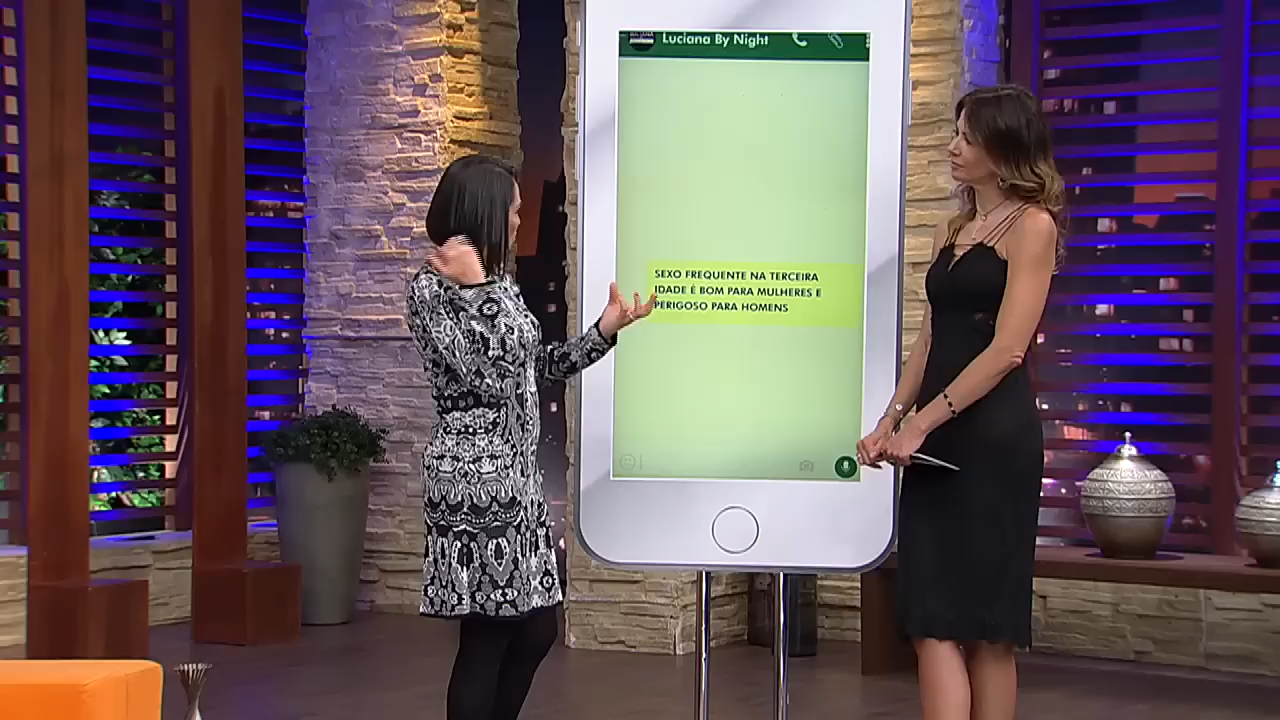 Luciana By Night
SEXO FREQUENTE NA TERCEIRA
IDADE É BOM PARA MULHERES E
PERIGOSO PARA HOMENS